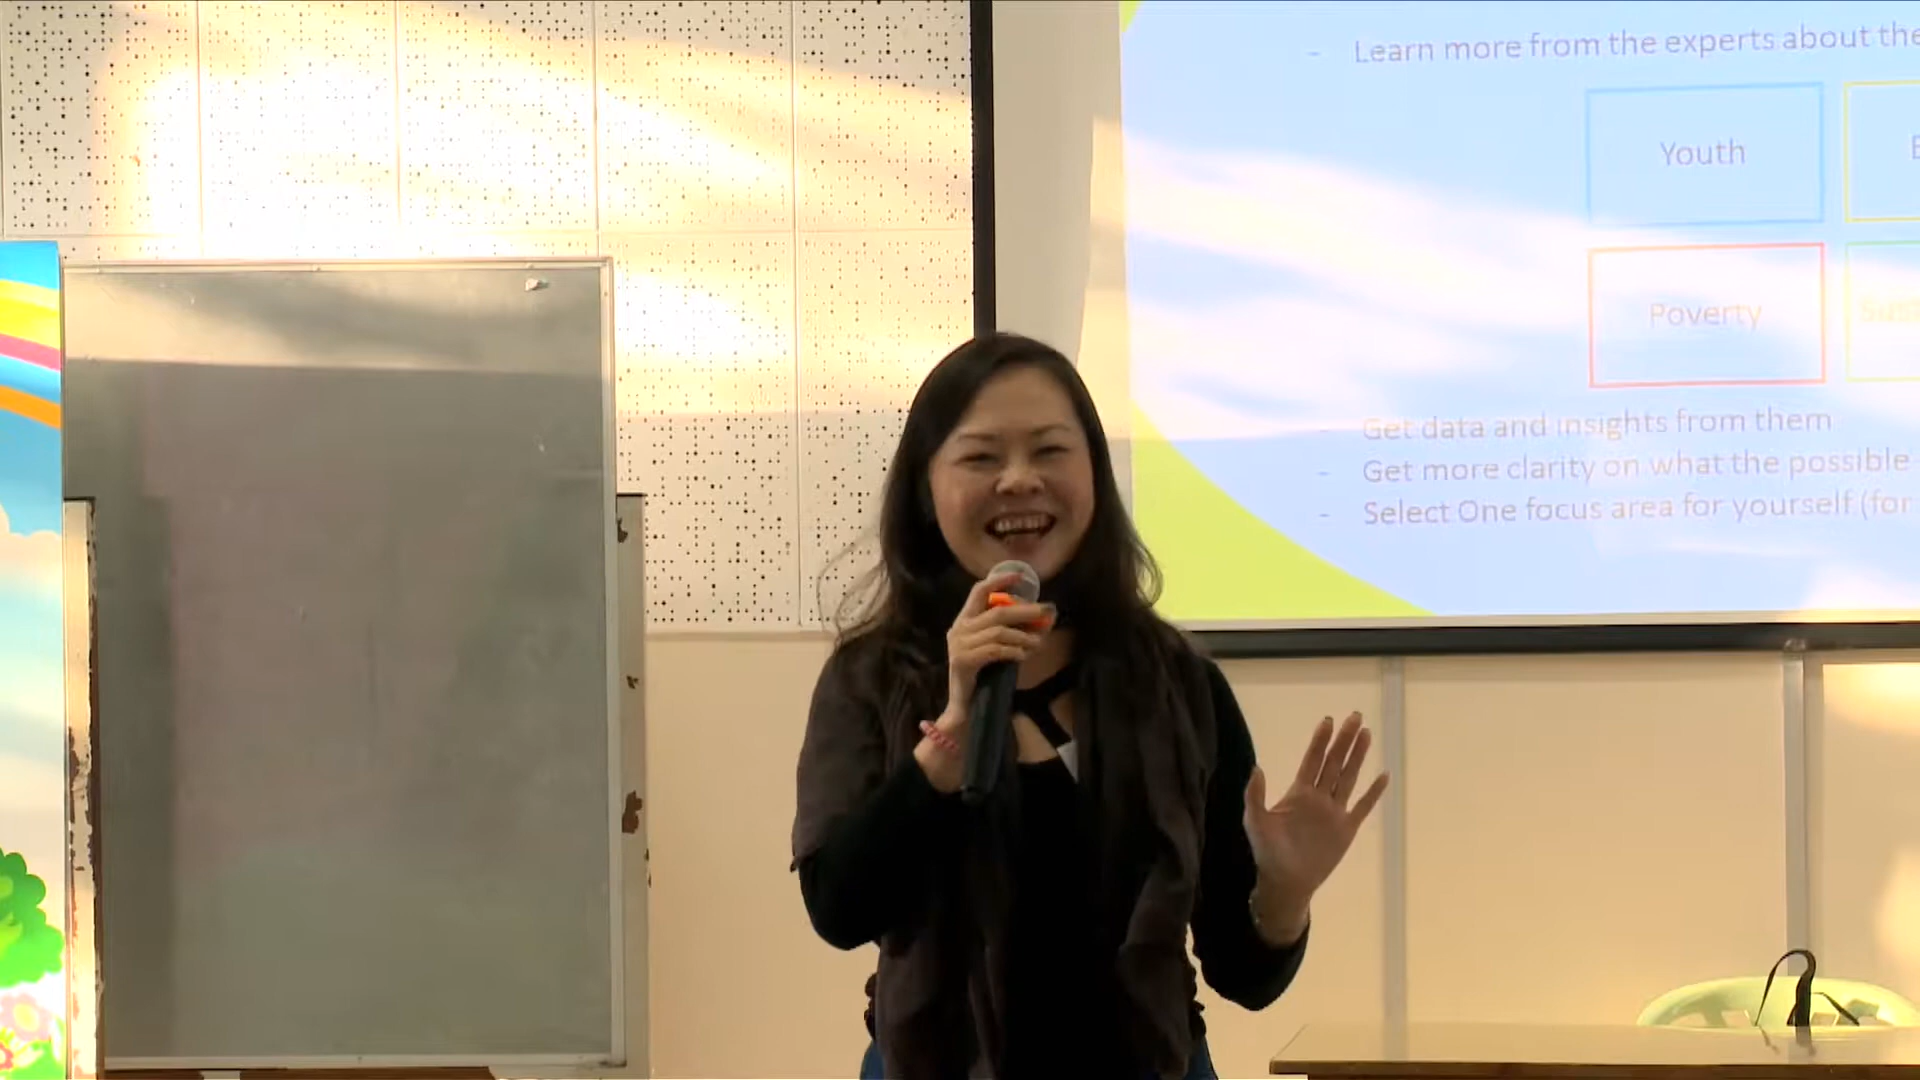 - Learn more from the experts about the
Youth
Poverty
- Get data and insights from them
- Get more clarity on what the possible
- Select One focus area for yourself (for